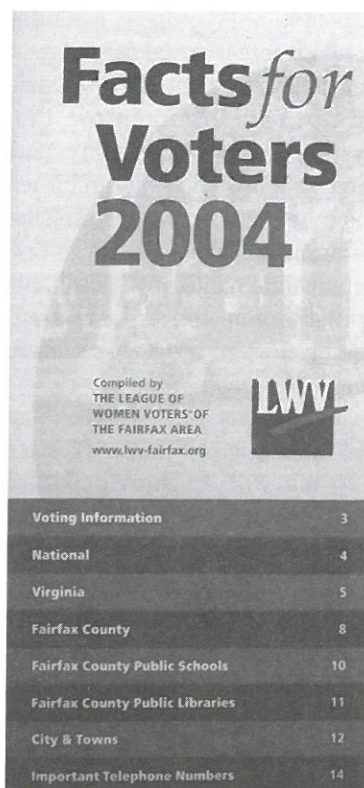 Facts for
Voters
2004
Compiled by
THE LEAGUE OF
WOMEN VOTERS® OF
THE FAIRFAX AREA
www.lwv-fairfax.org
LWV
Voting Information 3
National 4
Virginia 5
Fairfax County 8
Fairfax County Public Schools 10
Fairfax County Public Libraries 11
City & Towns 12
Important Telephone Numbers 14